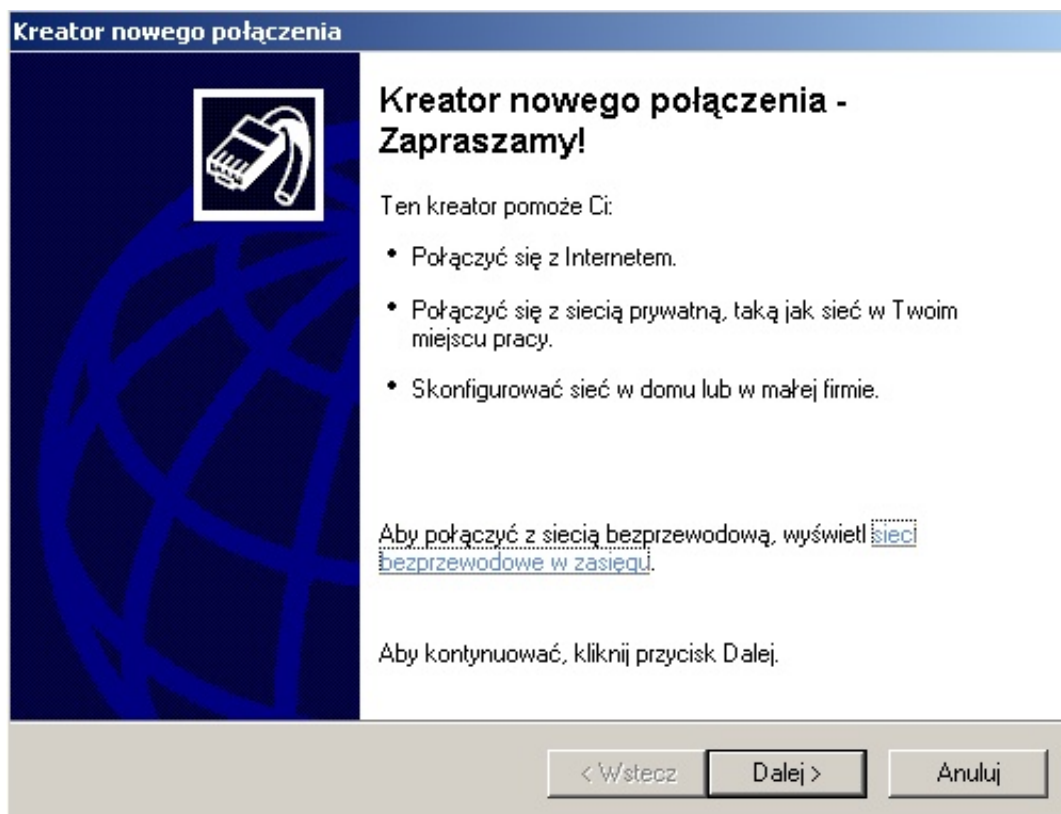 Kreator nowego połączenia
Kreator nowego połączenia -
Zapraszamy!
Ten kreator pomoże Ci:
• Połączyć się z Internetem.
• Połączyć się z siecią prywatną, taką jak sieć w Twoim
miejscu pracy.
• Skonfigurować sieć w domu lub w małej firmie.
Aby połączyć z siecią bezprzewodową, wyświetl sieci
bezprzewodowe w zasięgu.
Aby kontynuować, kliknij przycisk Dalej.
< Wstecz
Dalej >
Anuluj